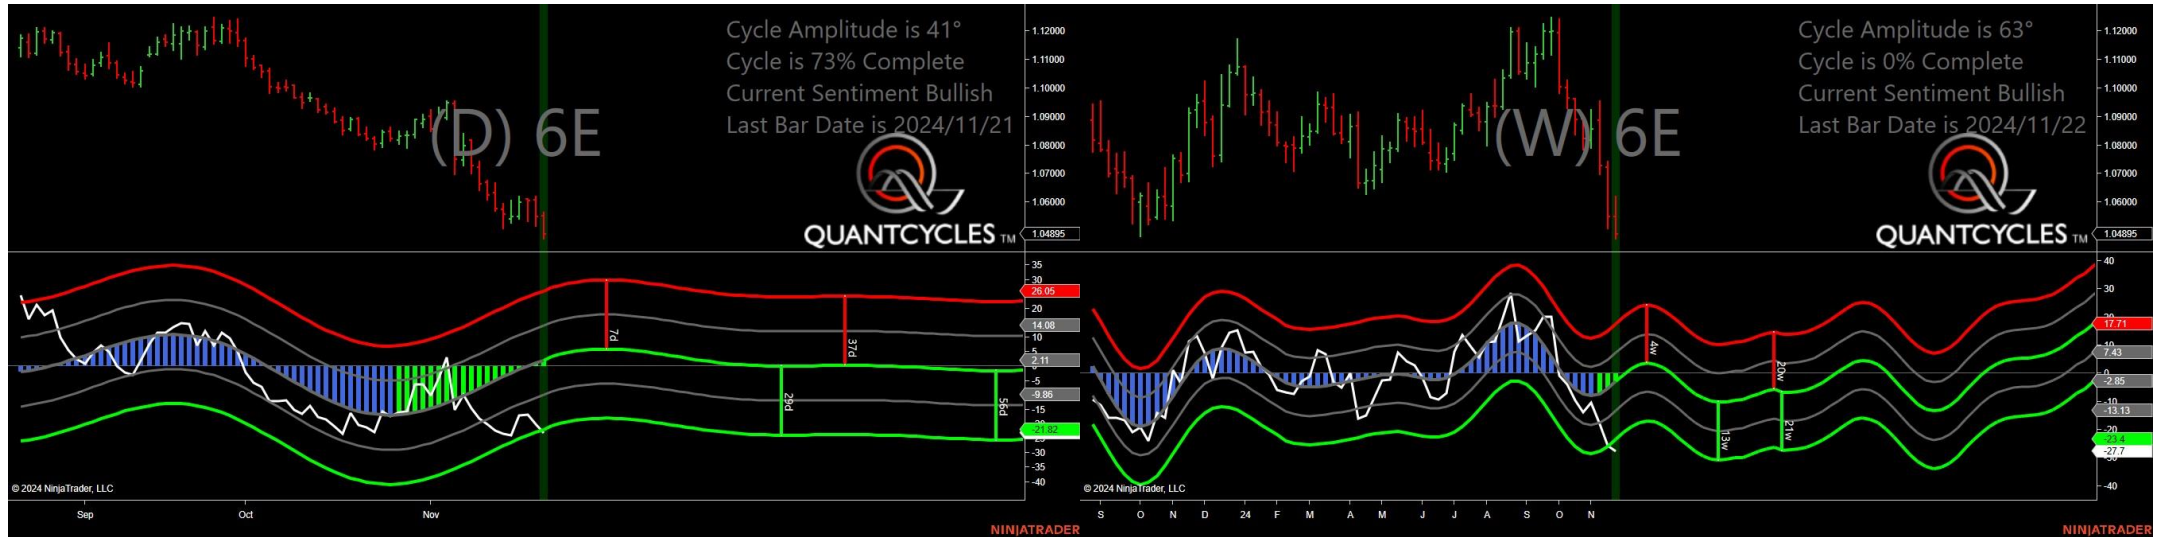 Cycle Amplitude is 41°
Cycle is 73% Complete
Current Sentiment Bullish
Last Bar Date is 2024/11/21
(D) 6E
QUANTCYCLES TM
1.12000
1.11000
1.10000
1.09000
1.08000
1.07000
1.06000
1.04895
35
30
26.05
20
14.08
10
5
2.11
-5
-9.86
-15
-21.82
-30
-35
-40
7d
37d
29d
56d
© 2024 NinjaTrader, LLC
Sep Oct Nov
NINJATRADER
Cycle Amplitude is 63°
Cycle is 0% Complete
Current Sentiment Bullish
Last Bar Date is 2024/11/22
(W) 6E
QUANTCYCLES TM
1.12000
1.11000
1.10000
1.09000
1.08000
1.07000
1.06000
1.04895
40
30
17.71
7.43
0
-2.85
-10
-13.13
-20
-23.4
-27.7
-40
4w
20w
13w
21w
© 2024 NinjaTrader, LLC
S O N D 24 F M A M J J A S O N
NINJATRADER